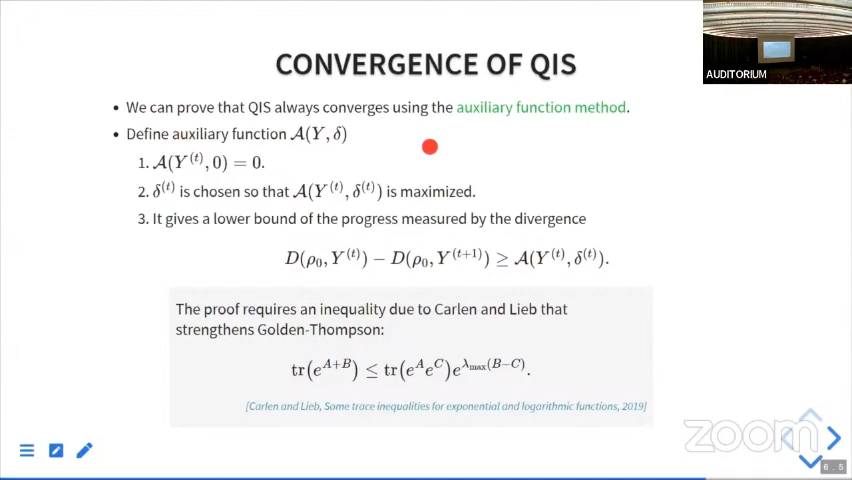 AUDITORIUM
CONVERGENCE OF QIS
• We can prove that QIS always converges using the auxiliary function method.
• Define auxiliary function 𝒜(Y, δ)
1. 𝒜(Y^(t), 0) = 0.
2. δ^(t) is chosen so that 𝒜(Y^(t), δ^(t)) is maximized.
3. It gives a lower bound of the progress measured by the divergence
D(ρ₀, Y^(t)) − D(ρ₀, Y^(t+1)) ≥ 𝒜(Y^(t), δ^(t)).
The proof requires an inequality due to Carlen and Lieb that
strengthens Golden-Thompson:
tr(e^{A+B}) ≤ tr(e^A e^C)e^{λ_max(B−C)}.
[Carlen and Lieb, Some trace inequalities for exponential and logarithmic functions, 2019]
zoom
6 . 5